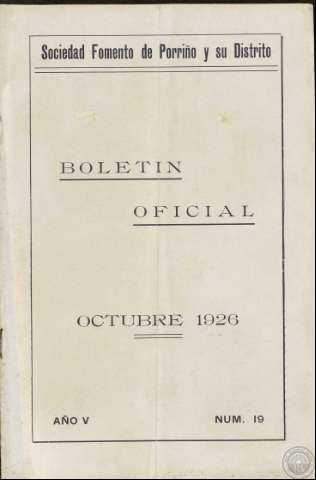 Sociedad Fomento de Porriño y su Distrito
BOLETIN
OFICIAL
OCTUBRE 1926
AÑO V NUM. 19